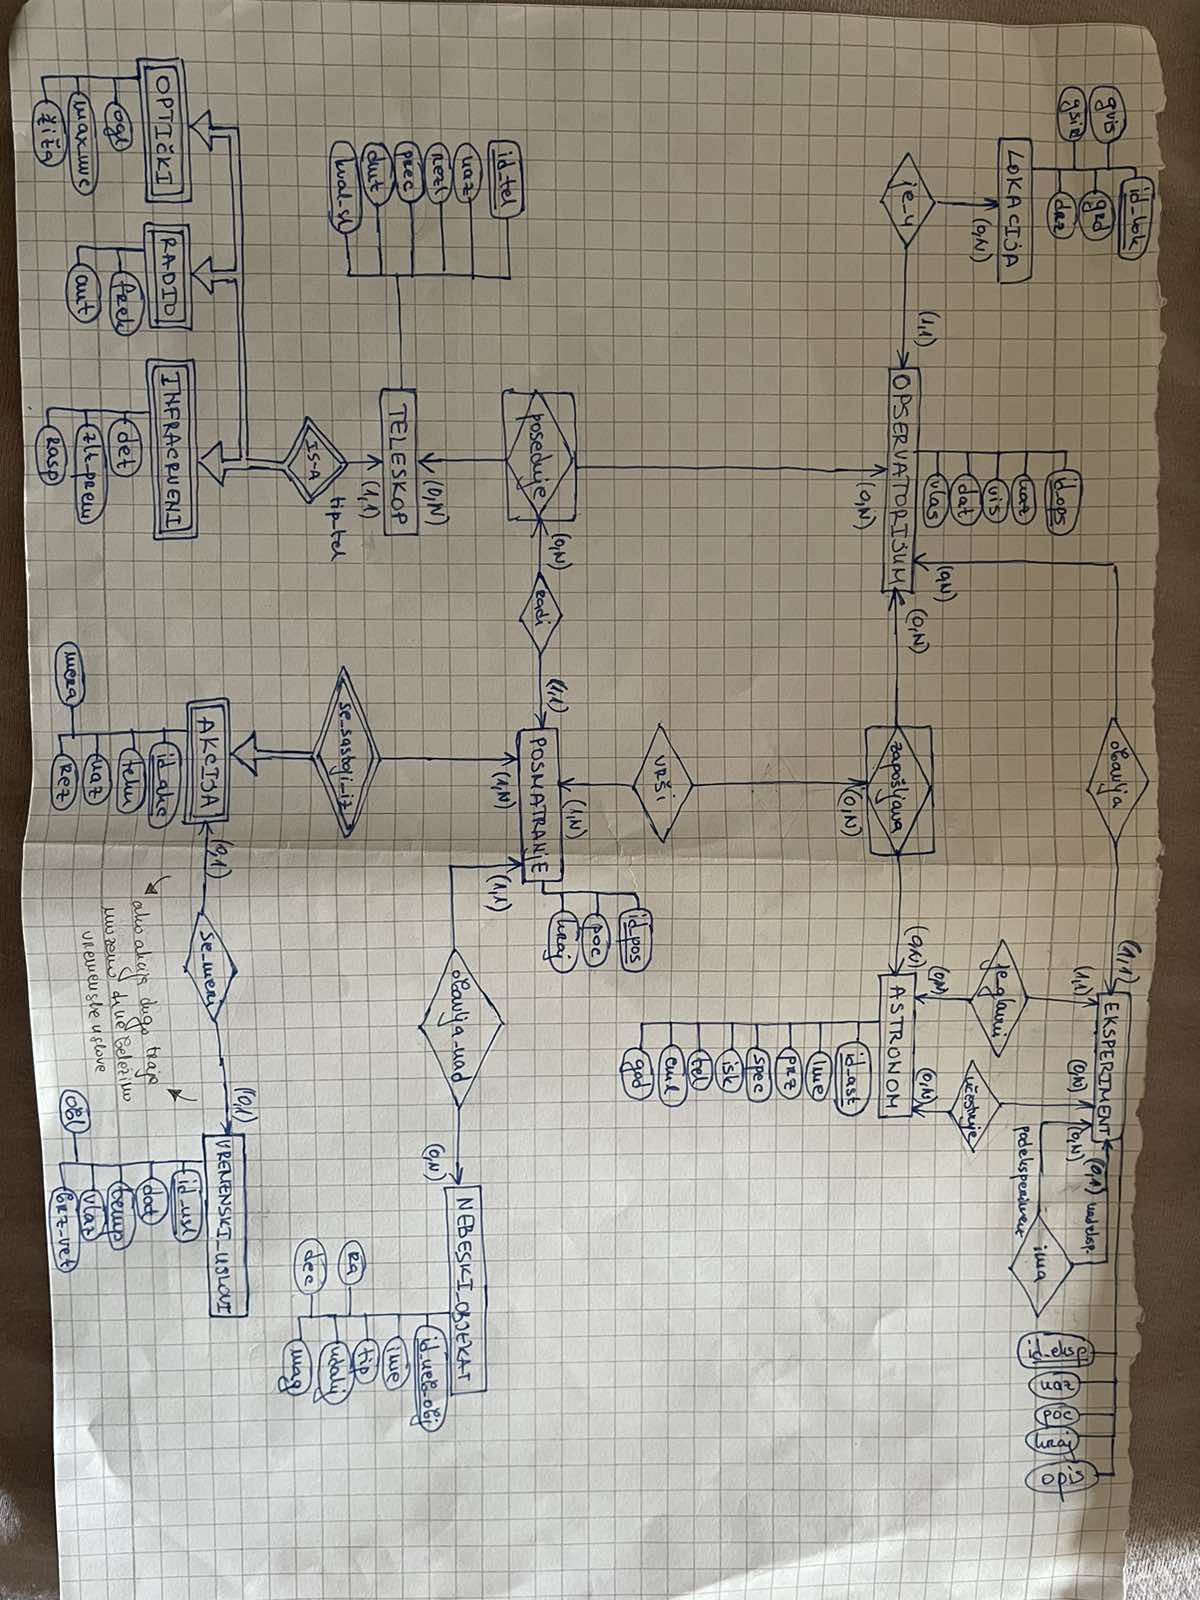 id_lok
gvis
grd
gsir
drz
LOKACIJA
(0,N)
je_u
(1,1)
id_ops
naz
vis
dat
vlas
OPSERVATORIJUM
(0,N)
(0,N)
(0,N)
obavlja
(1,1)
EKSPERIMENT
(1,1)
(0,N)
(0,N)
(0,1) nadeksp.
ima
podeksperiment
id_eksp
naz
poc
kraj
opis
je_glavni
učestvuje
(0,N)
(0,N)
zapošljava
(0,N)
(0,N)
ASTRONOM
id_ast
ime
prz
spec
isk
tel
eml
god
vrši
(1,N)
id_pos
poc
kraj
POSMATRANJE
poseduje
(0,N)
radi
(1,1)
(1,N)
(1,1)
obavlja_nad
(0,N)
NEBESKI_OBJEKAT
id_neb_obj
ime
tip
ra
udalj
dec
mag
id_tel
naz
rezl
prec
dmt
kval_sl
(0,N)
TELESKOP
(1,1)
tip_tel
IS-A
OPTIČKI
ogl
max_uvc
žiža
RADIO
frek
ant
INFRACRVENI
det
zlt_prem
rasp
se_sastoji_iz
AKCIJA
id_akc
tehn
naz
mera
rez
(0,1)
se_meri
(0,1)
VREMENSKI_USLOVI
id_usl
dat
temp
vlaz
obl
brz_vet
ako akcija dugo traje
možemo da ne beležimo
vremenske uslove